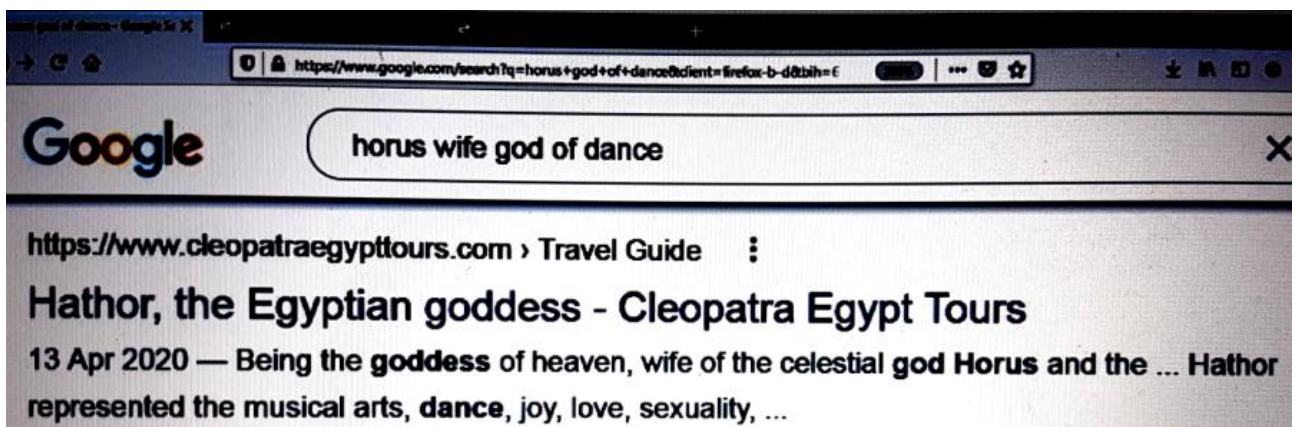 https://www.google.com/search?q=horus+god+of+dance&client=firefox-b-d&bih=6
Google
horus wife god of dance
https://www.cleopatraegypttours.com › Travel Guide
Hathor, the Egyptian goddess - Cleopatra Egypt Tours
13 Apr 2020 — Being the goddess of heaven, wife of the celestial god Horus and the ... Hathor
represented the musical arts, dance, joy, love, sexuality, ...